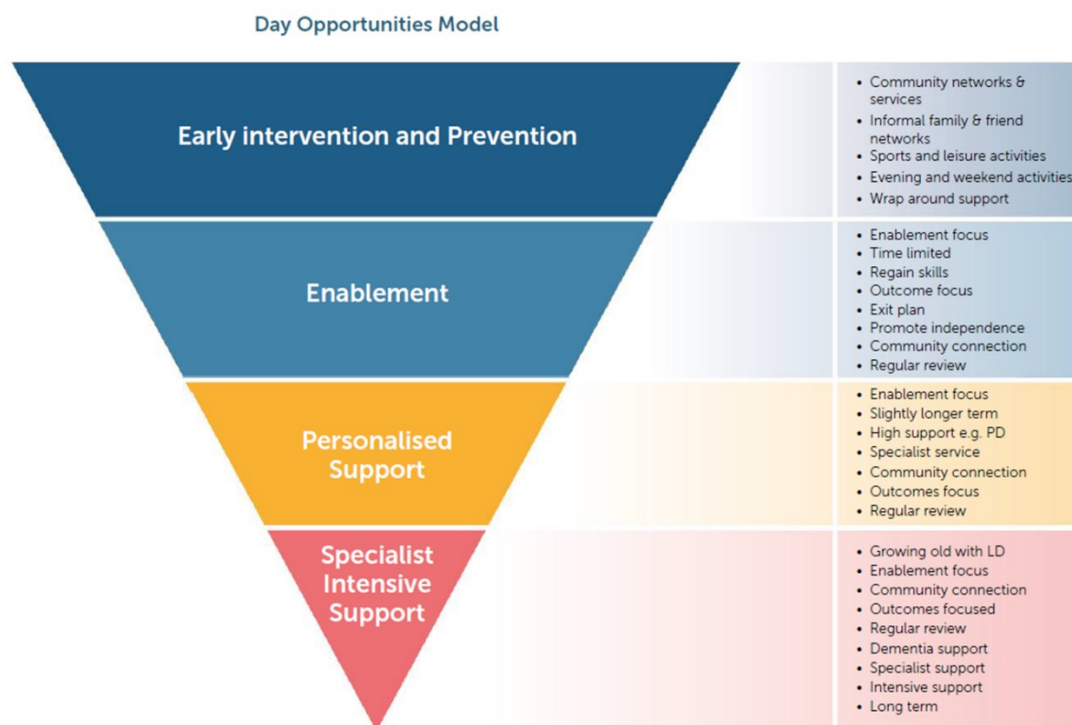 Day Opportunities Model
Early intervention and Prevention
• Community networks &
services
• Informal family & friend
networks
• Sports and leisure activities
• Evening and weekend activities
• Wrap around support
Enablement
• Enablement focus
• Time limited
• Regain skills
• Outcome focus
• Exit plan
• Promote independence
• Community connection
• Regular review
Personalised
Support
• Enablement focus
• Slightly longer term
• High support e.g. PD
• Specialist service
• Community connection
• Outcomes focus
• Regular review
Specialist
Intensive
Support
• Growing old with LD
• Enablement focus
• Community connection
• Outcomes focused
• Regular review
• Dementia support
• Specialist support
• Intensive support
• Long term